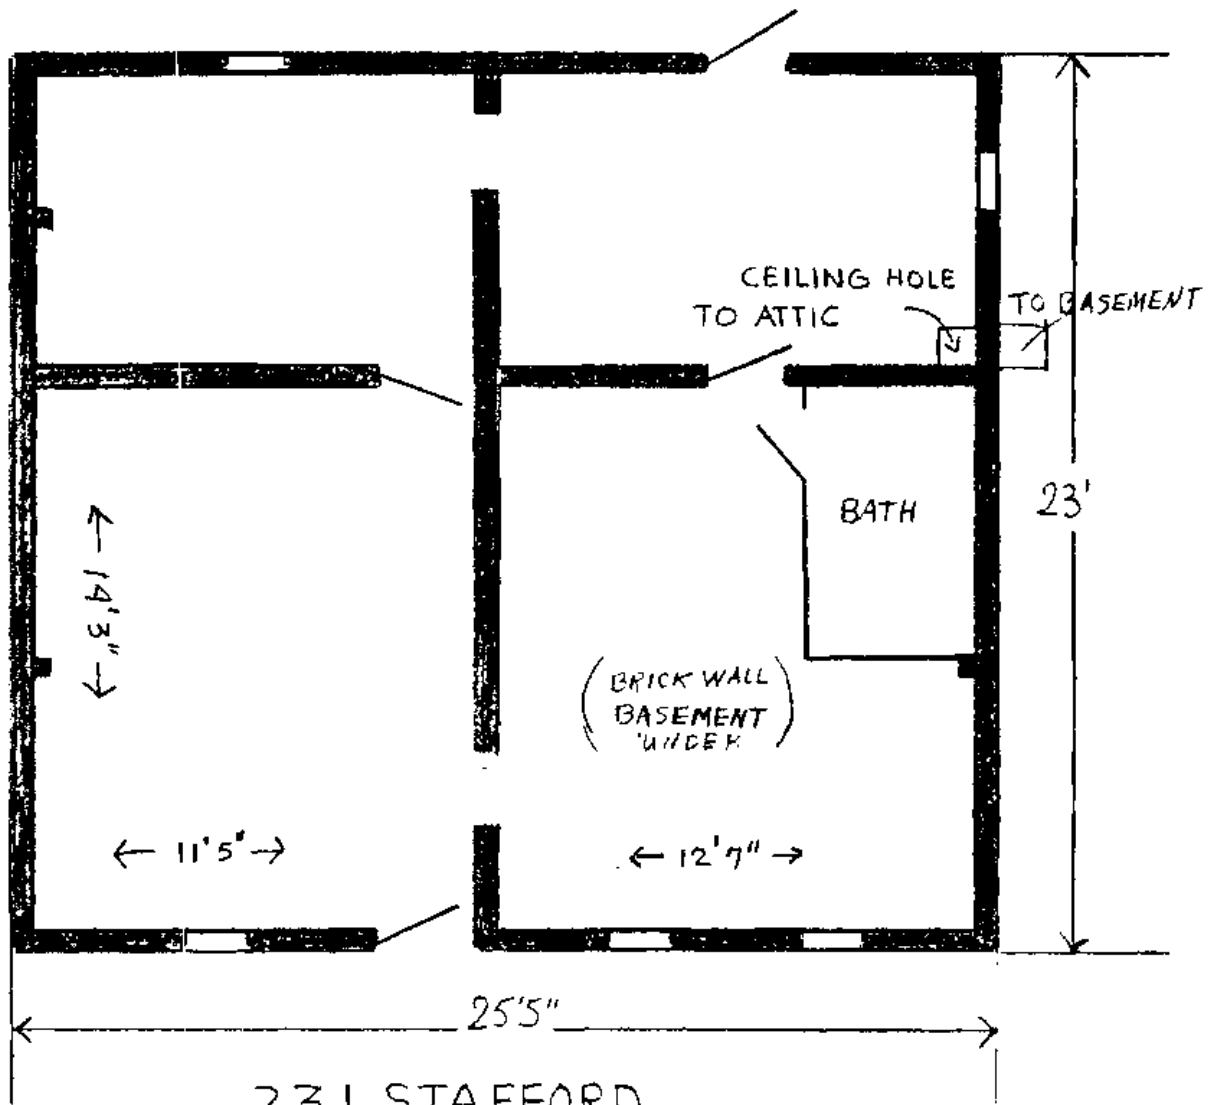 CEILING HOLE
TO ATTIC
TO BASEMENT
23'
BATH
14'3"
(BRICK WALL
BASEMENT
UNDER)
11'5"
12'7"
25'5"
231 STAFFORD